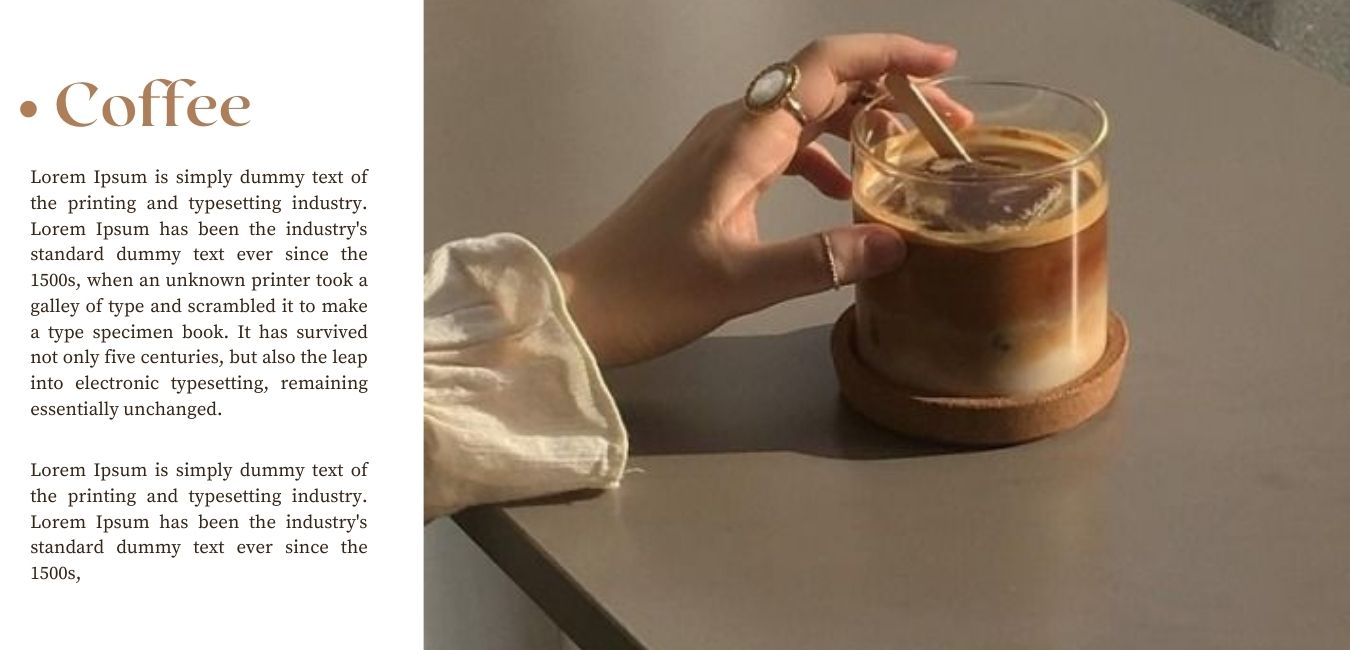 • Coffee
Lorem Ipsum is simply dummy text of
the printing and typesetting industry.
Lorem Ipsum has been the industry's
standard dummy text ever since the
1500s, when an unknown printer took a
galley of type and scrambled it to make
a type specimen book. It has survived
not only five centuries, but also the leap
into electronic typesetting, remaining
essentially unchanged.
Lorem Ipsum is simply dummy text of
the printing and typesetting industry.
Lorem Ipsum has been the industry's
standard dummy text ever since the
1500s,